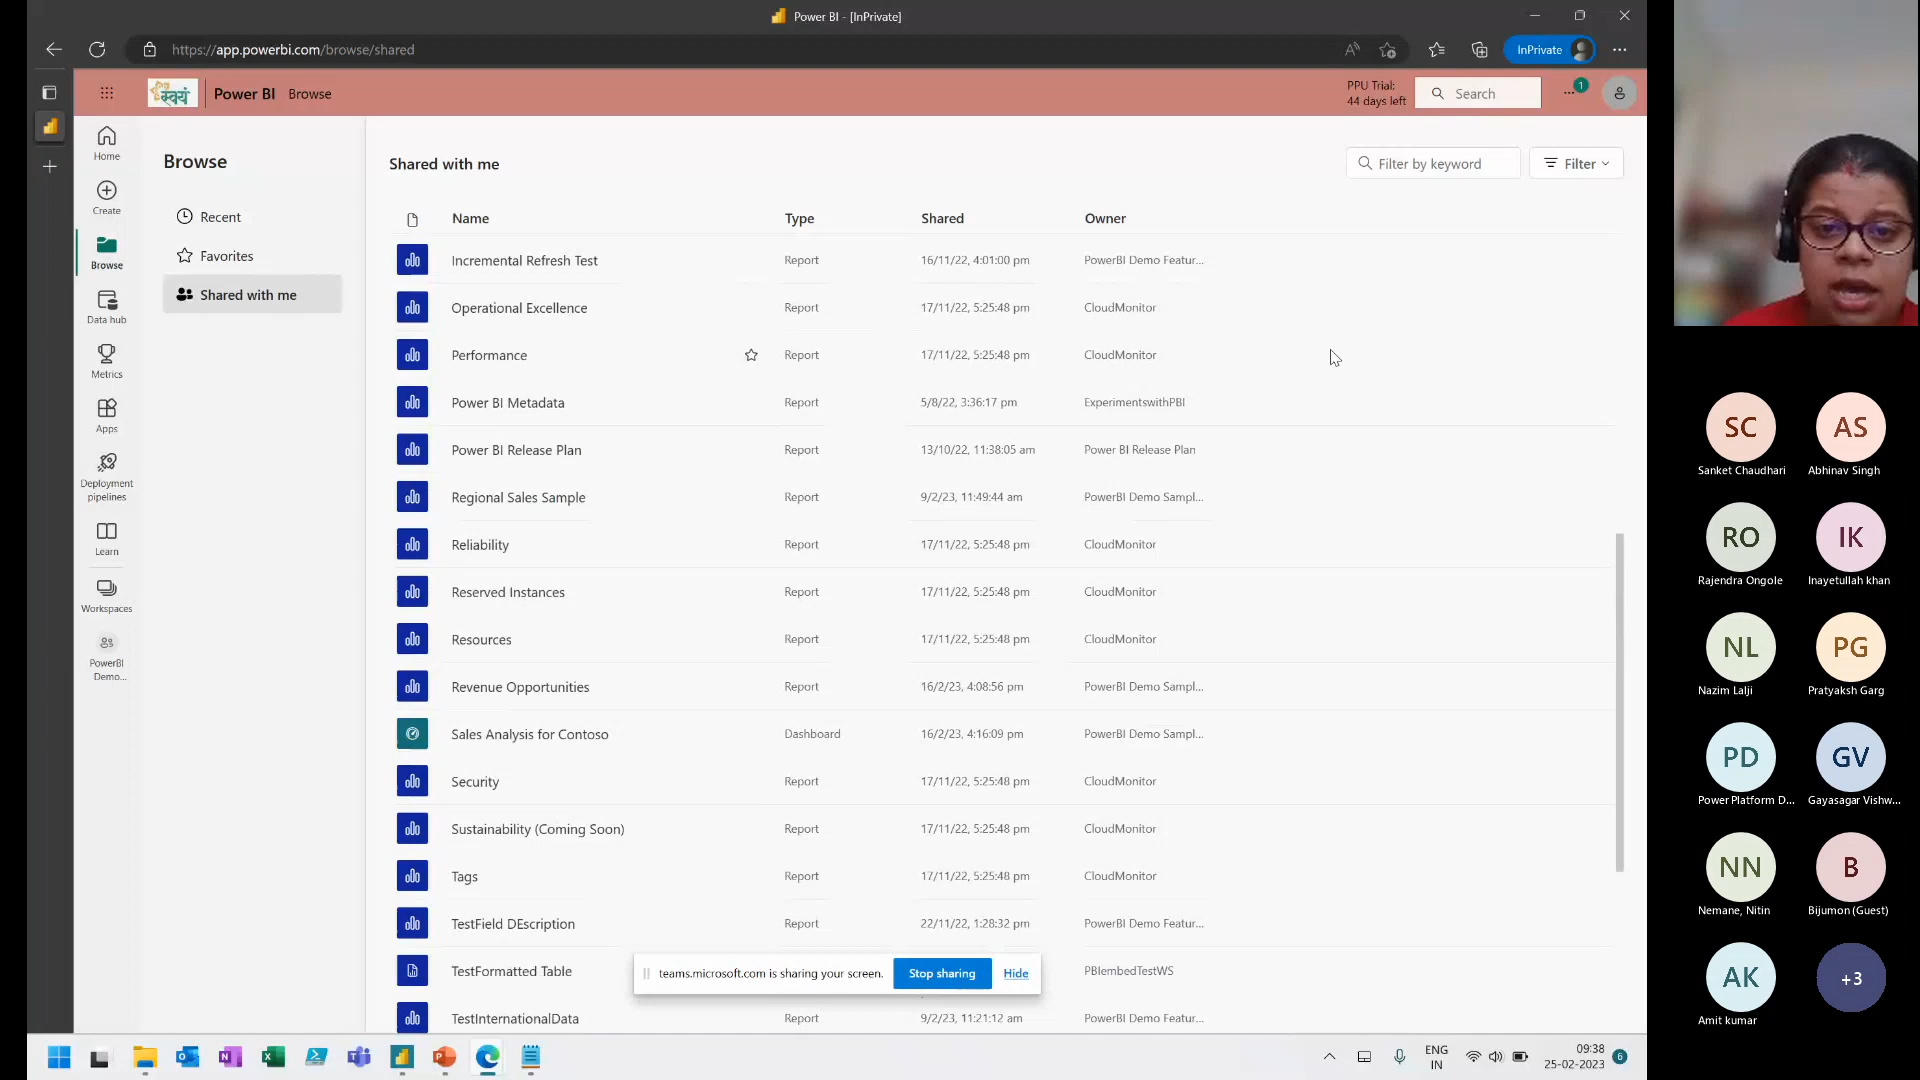 Power BI - [InPrivate]
https://app.powerbi.com/browse/shared
InPrivate
स्वयं
Power BI
Browse
PPU Trial:
44 days left
Search
1
Home
Create
Browse
Data hub
Metrics
Apps
Deployment
pipelines
Learn
Workspaces
PowerBI
Demo...
Browse
Recent
Favorites
Shared with me
Shared with me
Filter by keyword
Filter
Name Type Shared Owner
Incremental Refresh Test Report 16/11/22, 4:01:00 pm PowerBI Demo Featur...
Operational Excellence Report 17/11/22, 5:25:48 pm CloudMonitor
Performance Report 17/11/22, 5:25:48 pm CloudMonitor
Power BI Metadata Report 5/8/22, 3:36:17 pm ExperimentswithPBI
Power BI Release Plan Report 13/10/22, 11:38:05 am Power BI Release Plan
Regional Sales Sample Report 9/2/23, 11:49:44 am PowerBI Demo Sampl...
Reliability Report 17/11/22, 5:25:48 pm CloudMonitor
Reserved Instances Report 17/11/22, 5:25:48 pm CloudMonitor
Resources Report 17/11/22, 5:25:48 pm CloudMonitor
Revenue Opportunities Report 16/2/23, 4:08:56 pm PowerBI Demo Sampl...
Sales Analysis for Contoso Dashboard 16/2/23, 4:16:09 pm PowerBI Demo Sampl...
Security Report 17/11/22, 5:25:48 pm CloudMonitor
Sustainability (Coming Soon) Report 17/11/22, 5:25:48 pm CloudMonitor
Tags Report 17/11/22, 5:25:48 pm CloudMonitor
TestField DEscription Report 22/11/22, 1:28:32 pm PowerBI Demo Featur...
TestFormatted Table PBIembedTestWS
TestInternationalData Report 9/2/23, 11:21:12 am PowerBI Demo Featur...
teams.microsoft.com is sharing your screen.
Stop sharing
Hide
ENG
IN
09:38
25-02-2023
6
SC
Sanket Chaudhari
AS
Abhinav Singh
RO
Rajendra Ongole
IK
Inayetullah khan
NL
Nazim Lalji
PG
Pratyaksh Garg
PD
Power Platform D...
GV
Gayasagar Vishw...
NN
Nemane, Nitin
B
Bijumon (Guest)
AK
Amit kumar
+3